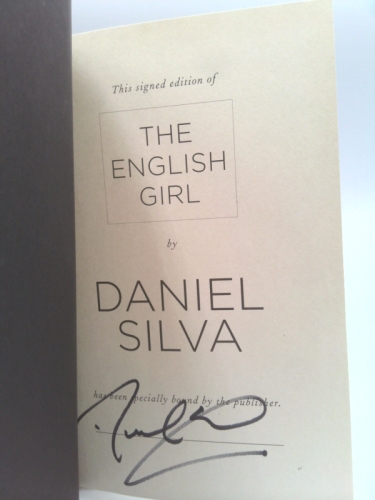 This signed edition of
THE
ENGLISH
GIRL
by
DANIEL
SILVA
has been specially bound by the publisher.